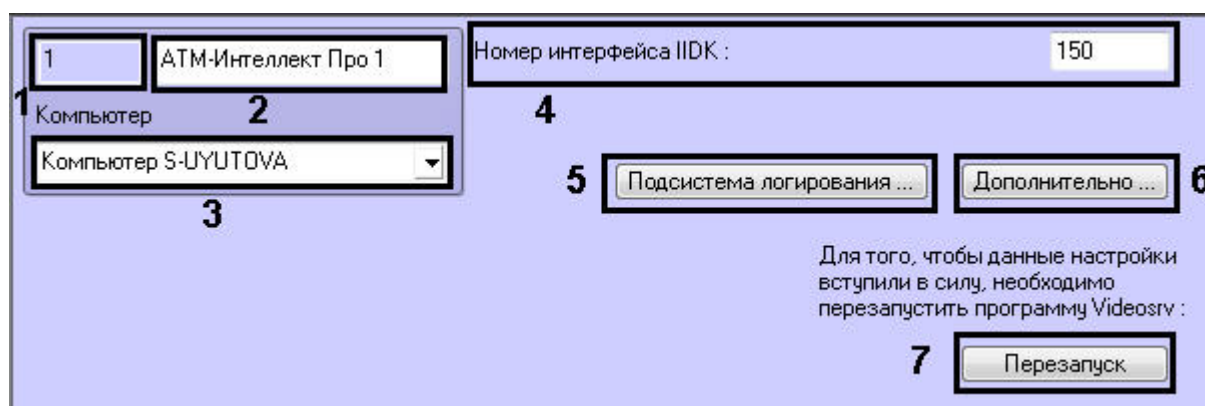 1
АТМ-Интеллект Про 1
1
Компьютер
2
Компьютер S-UYUTOVA
3
Номер интерфейса IIDK :
150
4
5
Подсистема логирования ...
Дополнительно ...
6
Для того, чтобы данные настройки
вступили в силу, необходимо
перезапустить программу Videosrv :
7
Перезапуск